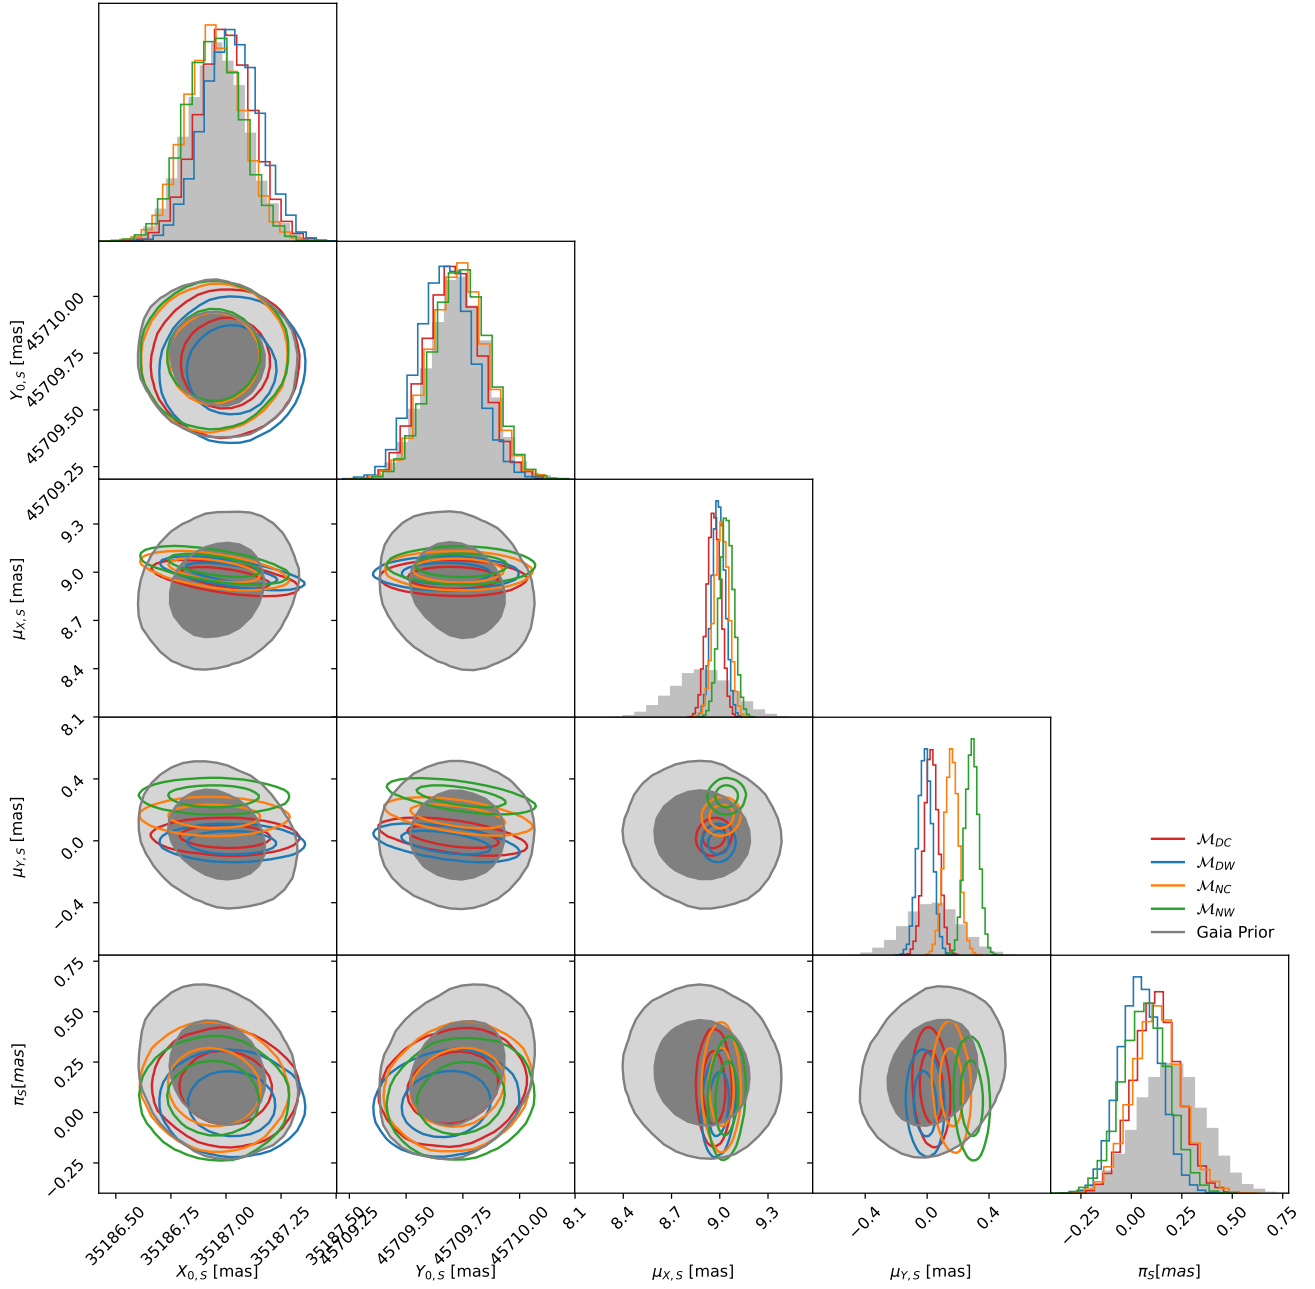 45710.00
45709.75
45709.50
45709.25
Y0,S [mas]
9.3
9.0
8.7
8.4
8.1
μX,S [mas]
0.4
0.0
−0.4
μY,S [mas]
ℳDC
ℳDW
ℳNC
ℳNW
Gaia Prior
0.75
0.50
0.25
0.00
−0.25
πS[mas]
35186.50 35186.75 35187.00 35187.25 35187.50
45709.25 45709.50 45709.75 45710.00
8.1 8.4 8.7 9.0 9.3
−0.4 0.0 0.4
−0.25 0.00 0.25 0.50 0.75
X0,S [mas] Y0,S [mas] μX,S [mas] μY,S [mas] πS[mas]